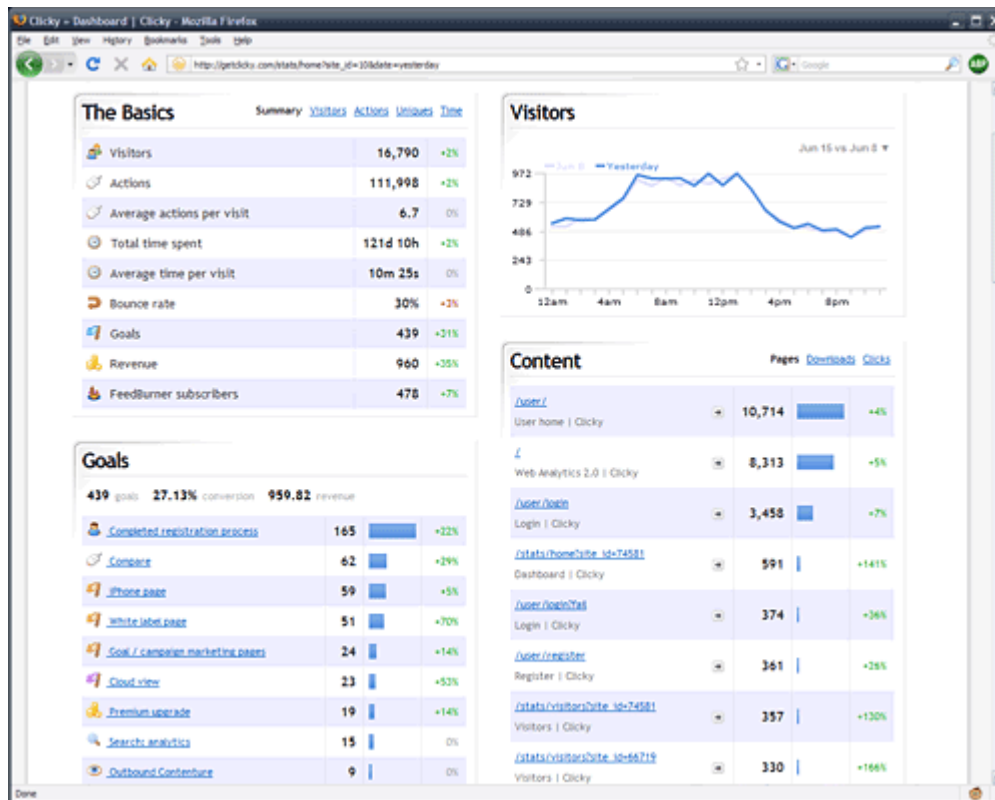 Clicky - Dashboard | Clicky - Mozilla Firefox
File Edit View History Bookmarks Tools Help
http://getclicky.com/stats/home?site_id=10&date=yesterday
Google
ABP
The Basics
Summary Visitors Actions Uniques Time
Visitors 16,790 +2%
Actions 111,998 +2%
Average actions per visit 6.7 0%
Total time spent 121d 10h +2%
Average time per visit 10m 25s 0%
Bounce rate 30% +3%
Goals 439 +31%
Revenue 960 +35%
FeedBurner subscribers 478 +7%
Goals
439 goals 27.13% conversion 959.82 revenue
Completed registration process 165 +22%
Compare 62 +29%
iPhone page 59 +5%
White label page 51 +70%
Goal / campaign marketing pages 24 +14%
Cloud view 23 +53%
Premium upgrade 19 +14%
Search: analytics 15 0%
Outbound Contenture 9 0%
Visitors
Jun 15 vs Jun 8 ▼
Jun 8 Yesterday
972
729
486
243
0
12am 4am 8am 12pm 4pm 8pm
Content
Pages Downloads Clicks
/user/ 10,714 +4%
User home | Clicky
/ 8,313 +5%
Web Analytics 2.0 | Clicky
/user/login 3,458 +7%
Login | Clicky
/stats/home?site_id=74581 591 +141%
Dashboard | Clicky
/user/login?fail 374 +36%
Login | Clicky
/user/register 361 +26%
Register | Clicky
/stats/visitors?site_id=74581 357 +130%
Visitors | Clicky
/stats/visitors?site_id=66719 330 +166%
Visitors | Clicky
Done